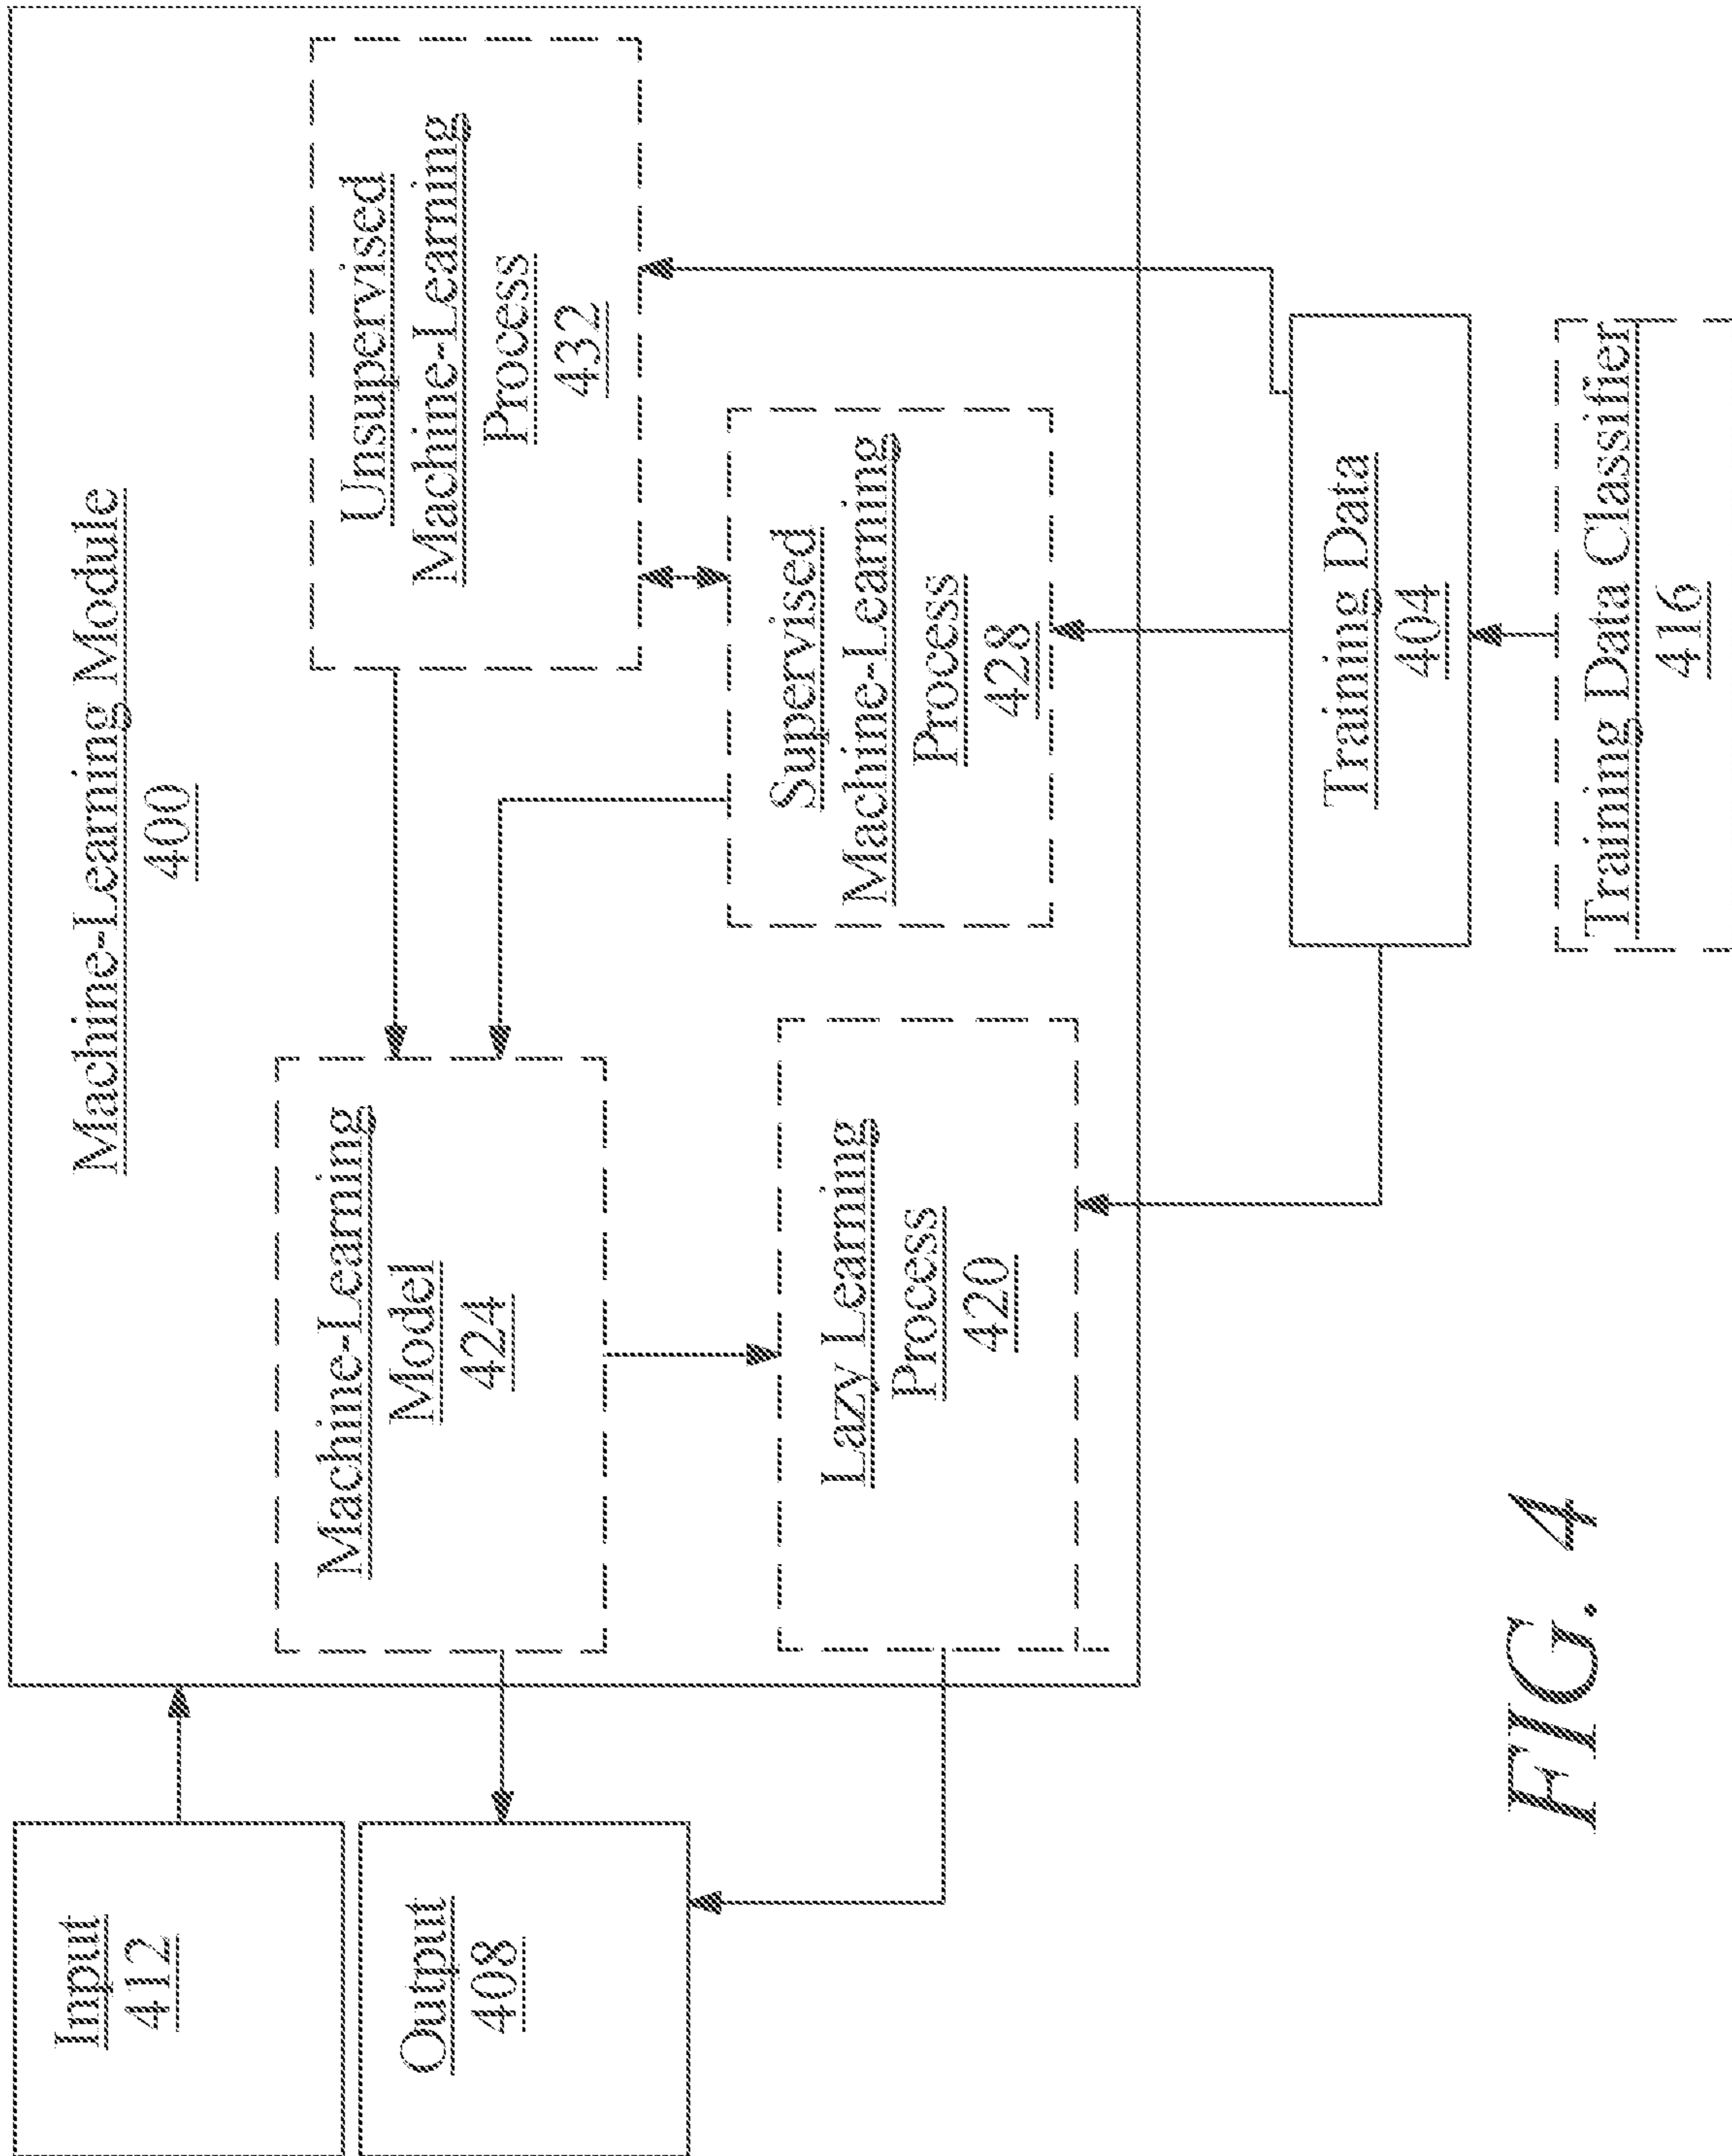 Machine-Learning Module
400
Input
412
Output
408
Machine-Learning
Model
424
Unsupervised
Machine-Learning
Process
432
Lazy Learning
Process
420
Supervised
Machine-Learning
Process
428
Training Data
404
Training Data Classifier
416
FIG. 4